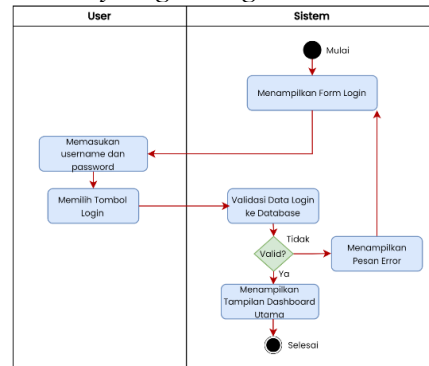 User
Sistem
Mulai
Menampilkan Form Login
Memasukan
username dan
password
Memilih Tombol
Login
Validasi Data Login
ke Database
Tidak
Valid?
Menampilkan
Pesan Error
Ya
Menampilkan
Tampilan Dashboard
Utama
Selesai